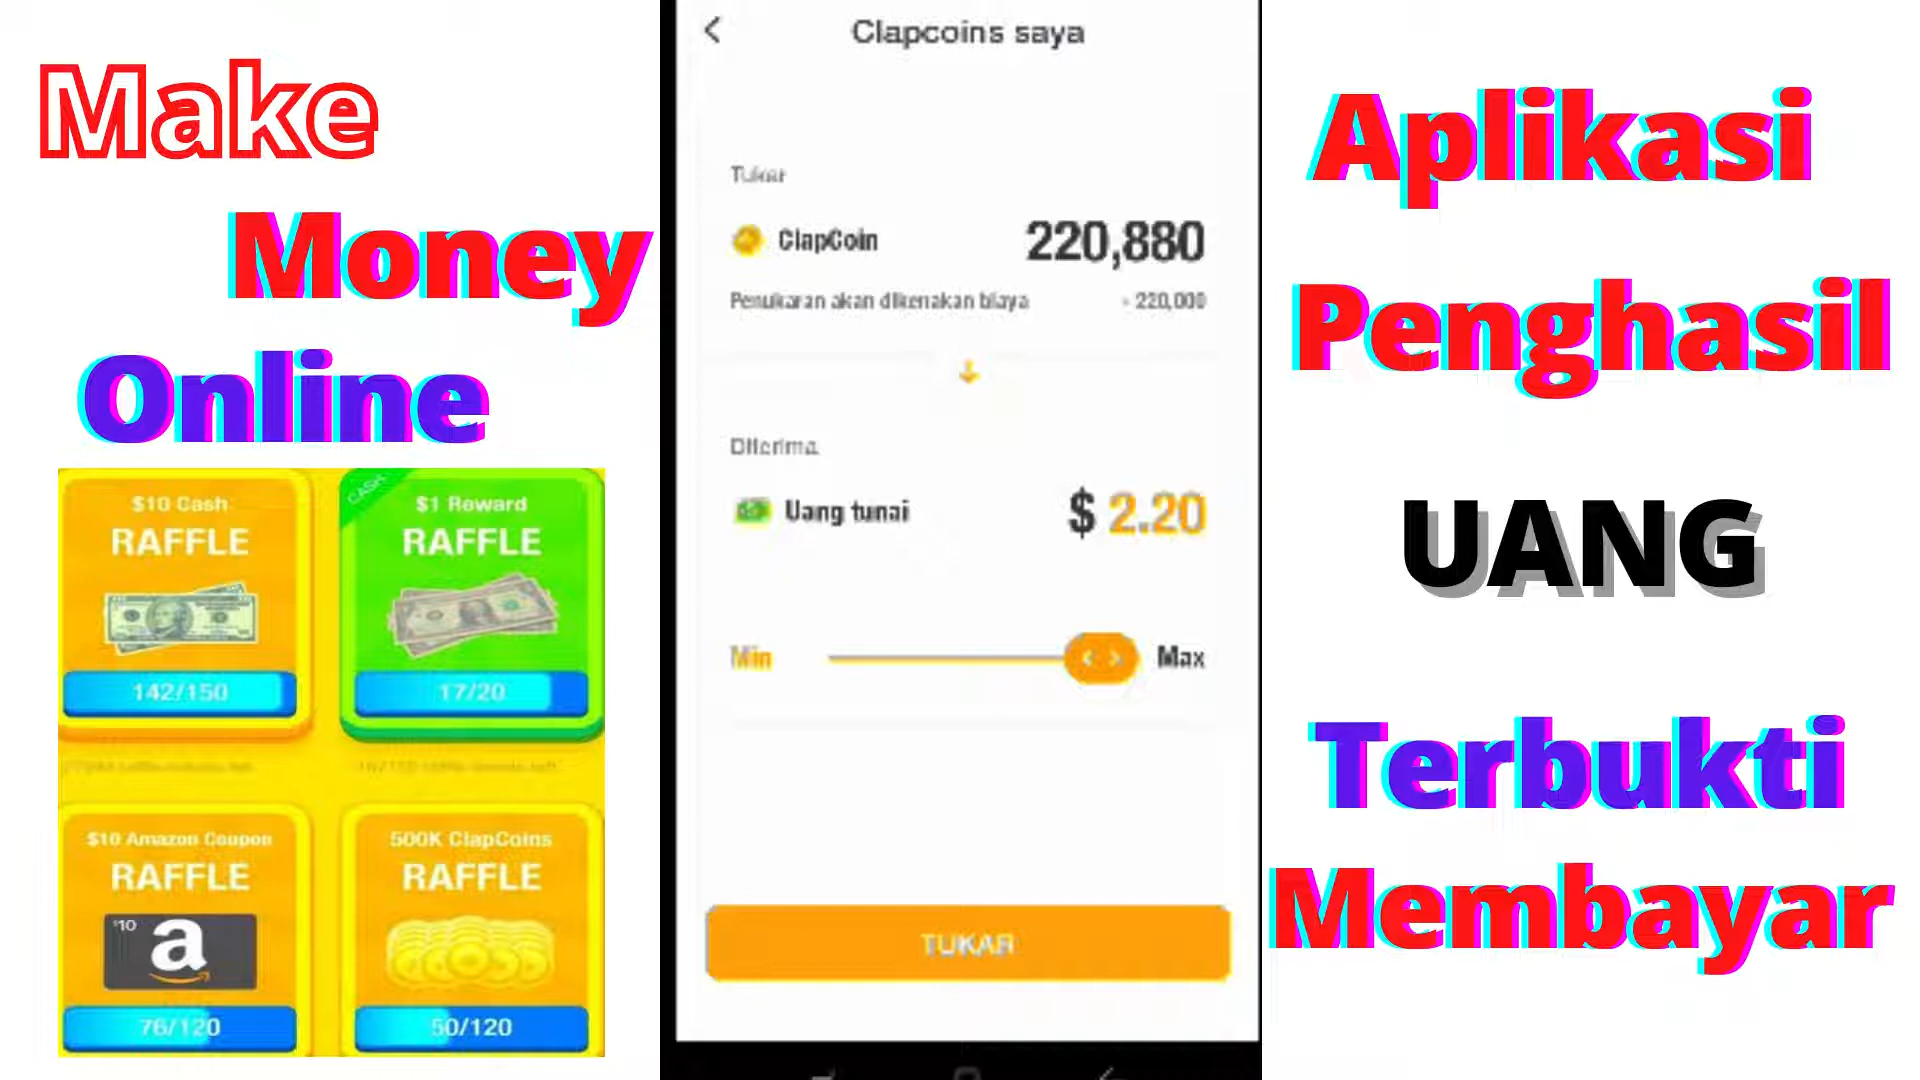 Make
Money
Online
$10 Cash
RAFFLE
142/150
CASH
$1 Reward
RAFFLE
17/20
$10 Amazon Coupon
RAFFLE
$10
a
76/120
500K ClapCoins
RAFFLE
50/120
Clapcoins saya
Tukar
ClapCoin 220,880
Penukaran akan dikenakan biaya - 220,000
Diterima
Uang tunai $ 2.20
Min Max
TUKAR
Aplikasi
Penghasil
UANG
Terbukti
Membayar